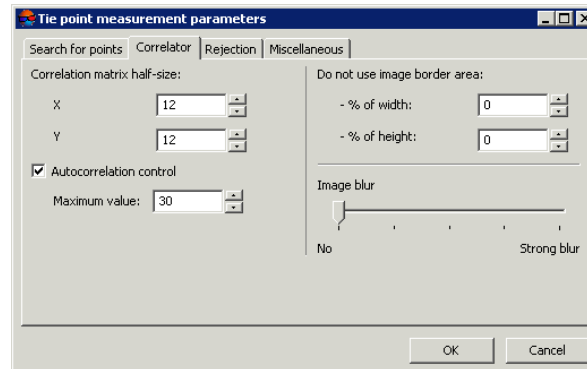 Tie point measurement parameters
Search for points Correlator Rejection Miscellaneous
Correlation matrix half-size:
X 12
Y 12
Autocorrelation control
Maximum value: 30
Do not use image border area:
- % of width: 0
- % of height: 0
Image blur
No Strong blur
OK Cancel